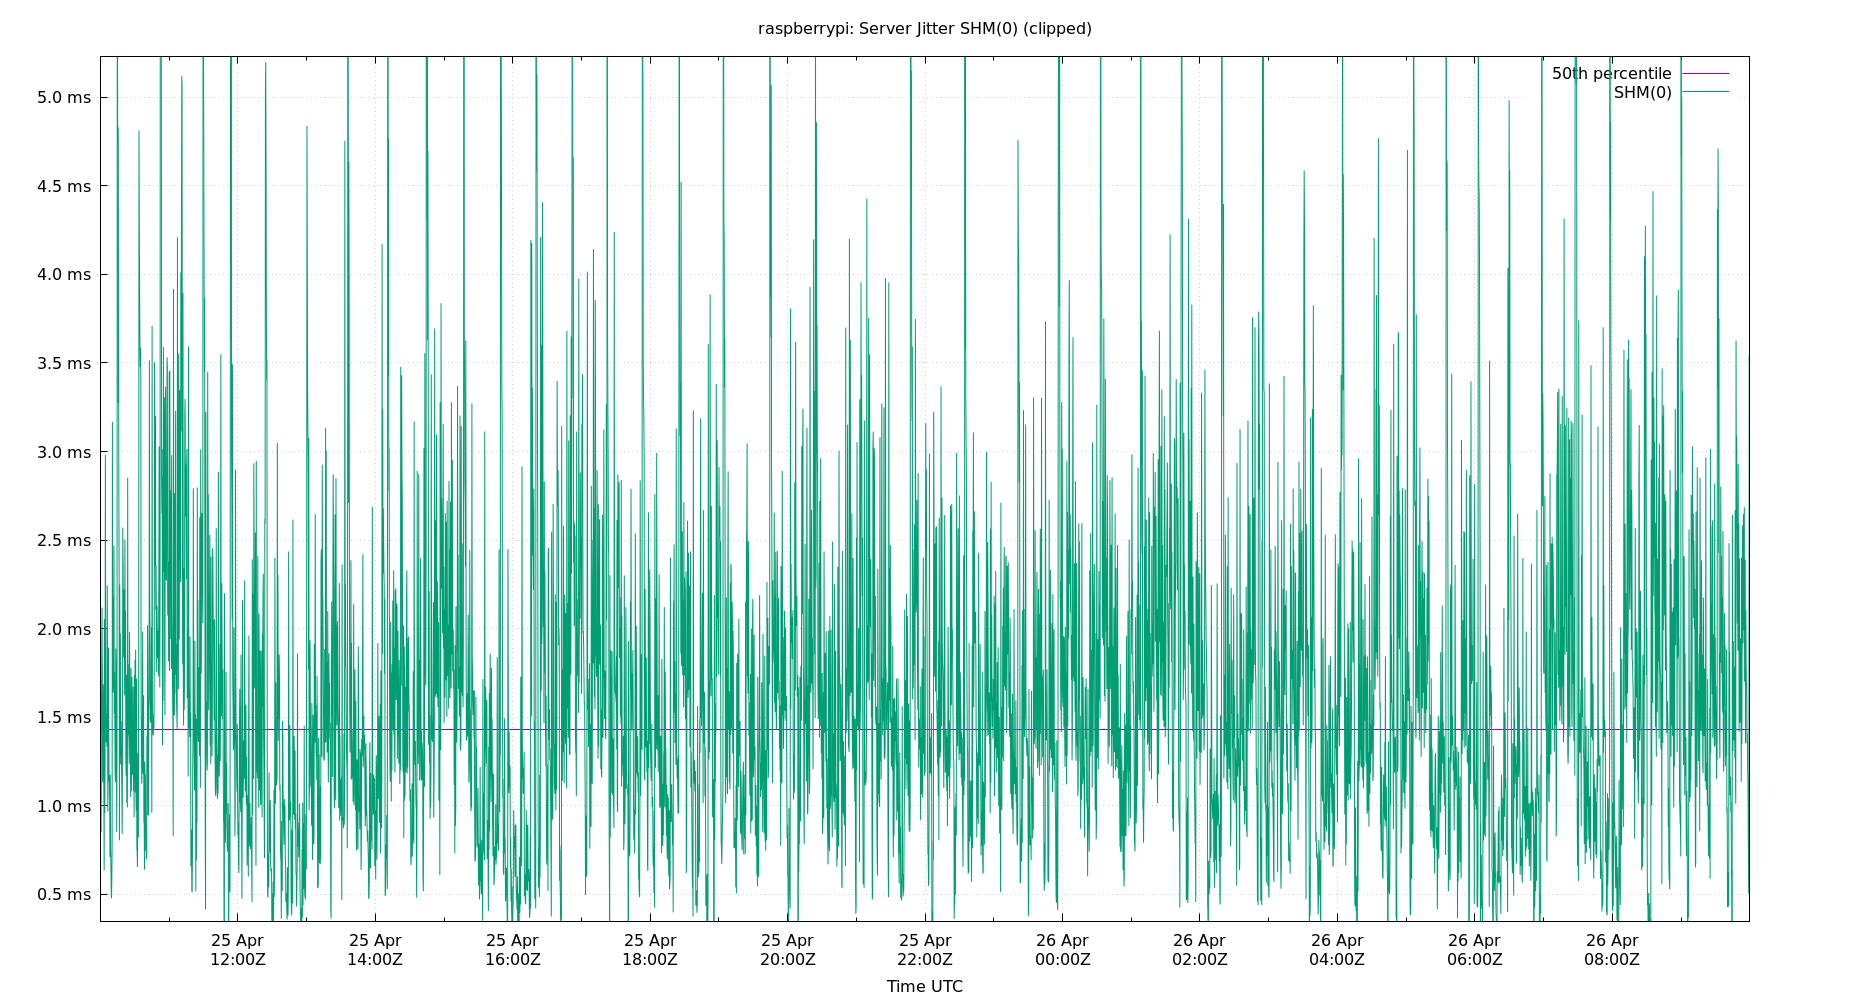 raspberrypi: Server Jitter SHM(0) (clipped)
50th percentile
SHM(0)
5.0 ms
4.5 ms
4.0 ms
3.5 ms
3.0 ms
2.5 ms
2.0 ms
1.5 ms
1.0 ms
0.5 ms
25 Apr 25 Apr 25 Apr 25 Apr 25 Apr 25 Apr 26 Apr 26 Apr 26 Apr 26 Apr 26 Apr
12:00Z 14:00Z 16:00Z 18:00Z 20:00Z 22:00Z 00:00Z 02:00Z 04:00Z 06:00Z 08:00Z
Time UTC